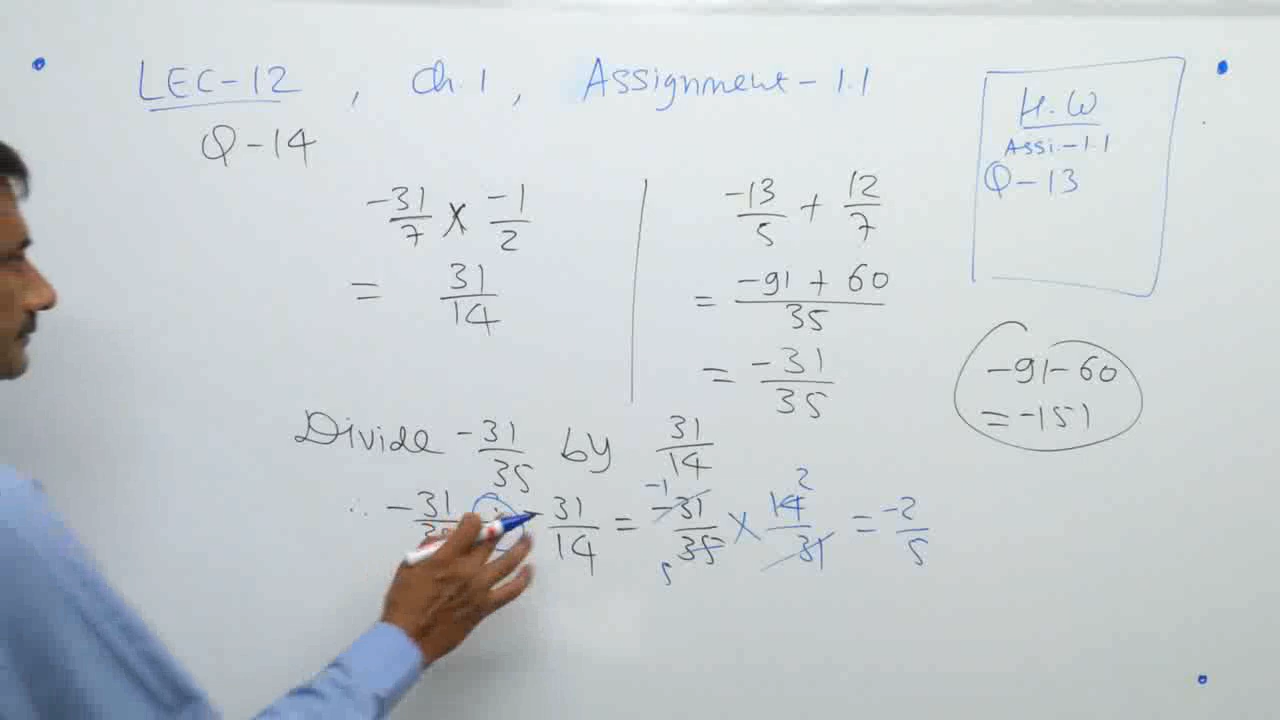 LEC-12 , Ch.1 , Assignment - 1.1
Q-14
-31/7 × -1/2
= 31/14
-13/5 + 12/7
= (-91 + 60)/35
= -31/35
H.W
Assi.-1.1
Q-13
-91-60
= -151
Divide -31/35 by 31/14
∴ -31/ 31/14 = -31/35 × 14/31 = -2/5
-1
2
5